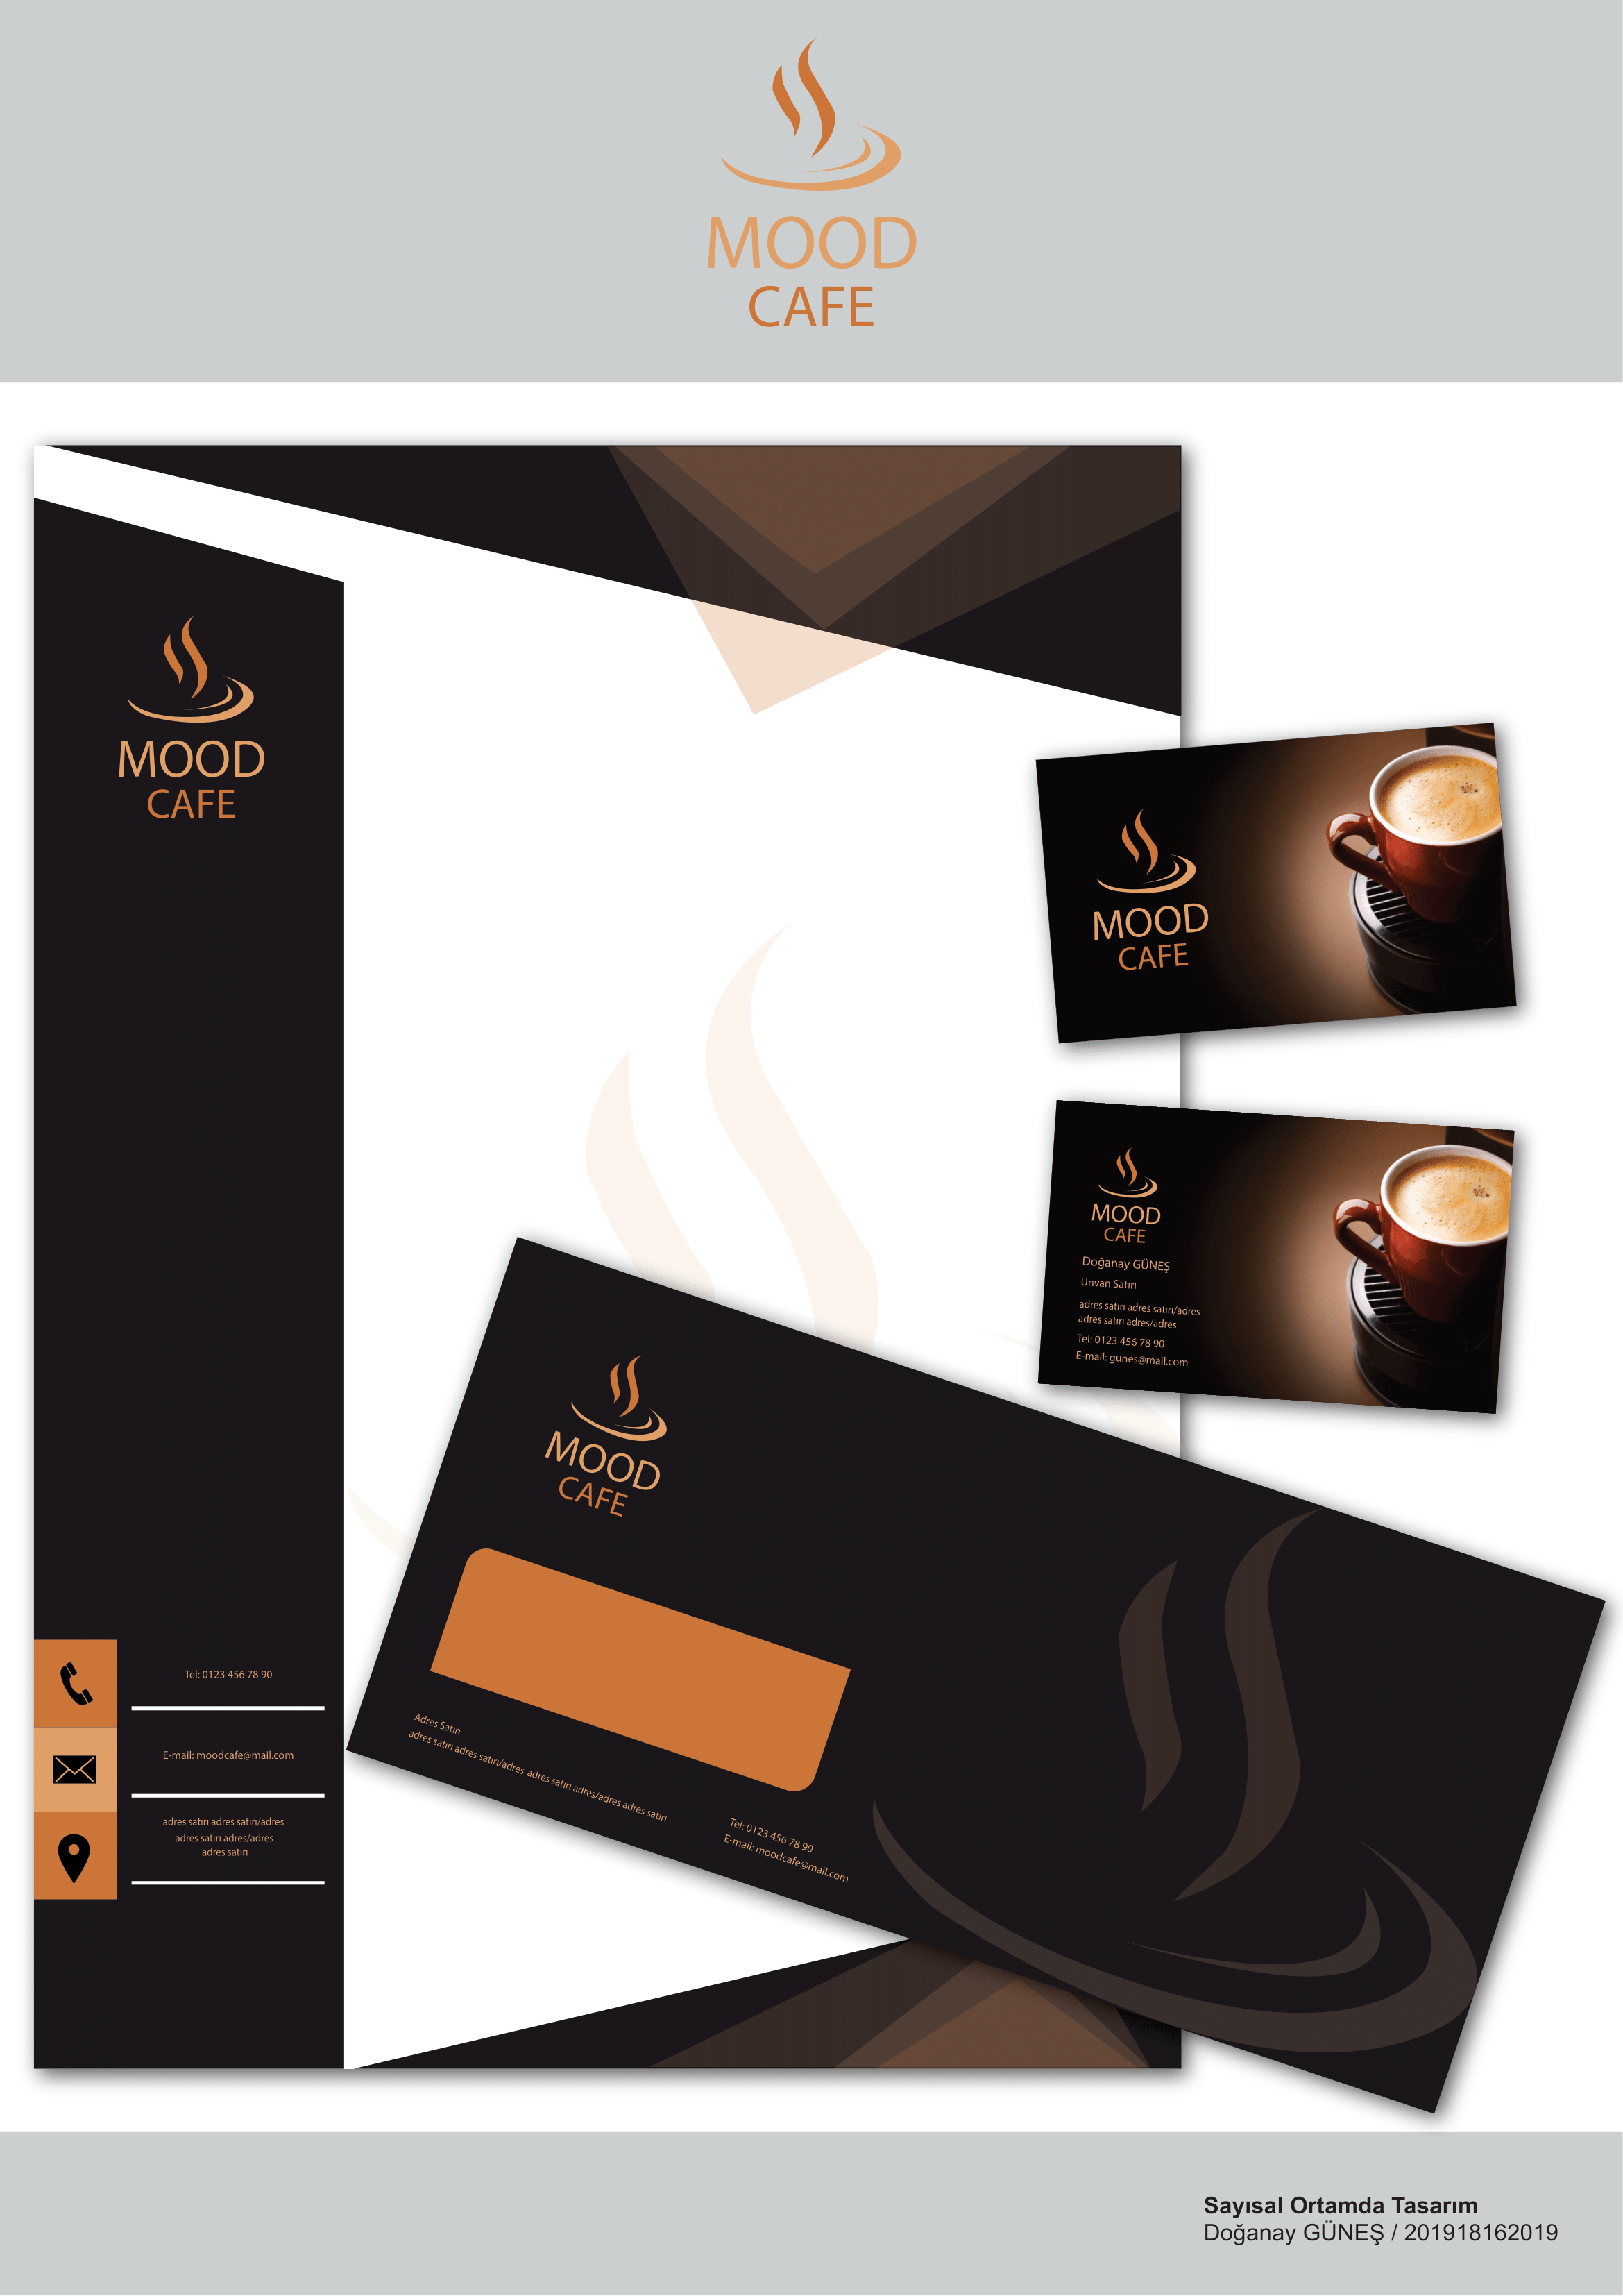 MOOD
CAFE
MOOD
CAFE
Tel: 0123 456 78 90
E-mail: moodcafe@mail.com
adres satırı adres satırı/adres
adres satırı adres/adres
adres satırı
MOOD
CAFE
MOOD
CAFE
Doğanay GÜNEŞ
Unvan Satırı
adres satırı adres satırı/adres
adres satırı adres/adres
Tel: 0123 456 78 90
E-mail: gunes@mail.com
MOOD
CAFE
Adres Satırı
adres satırı adres satırı/adres adres satırı adres/adres adres satırı
Tel: 0123 456 78 90
E-mail: moodcafe@mail.com
Sayısal Ortamda Tasarım
Doğanay GÜNEŞ / 201918162019